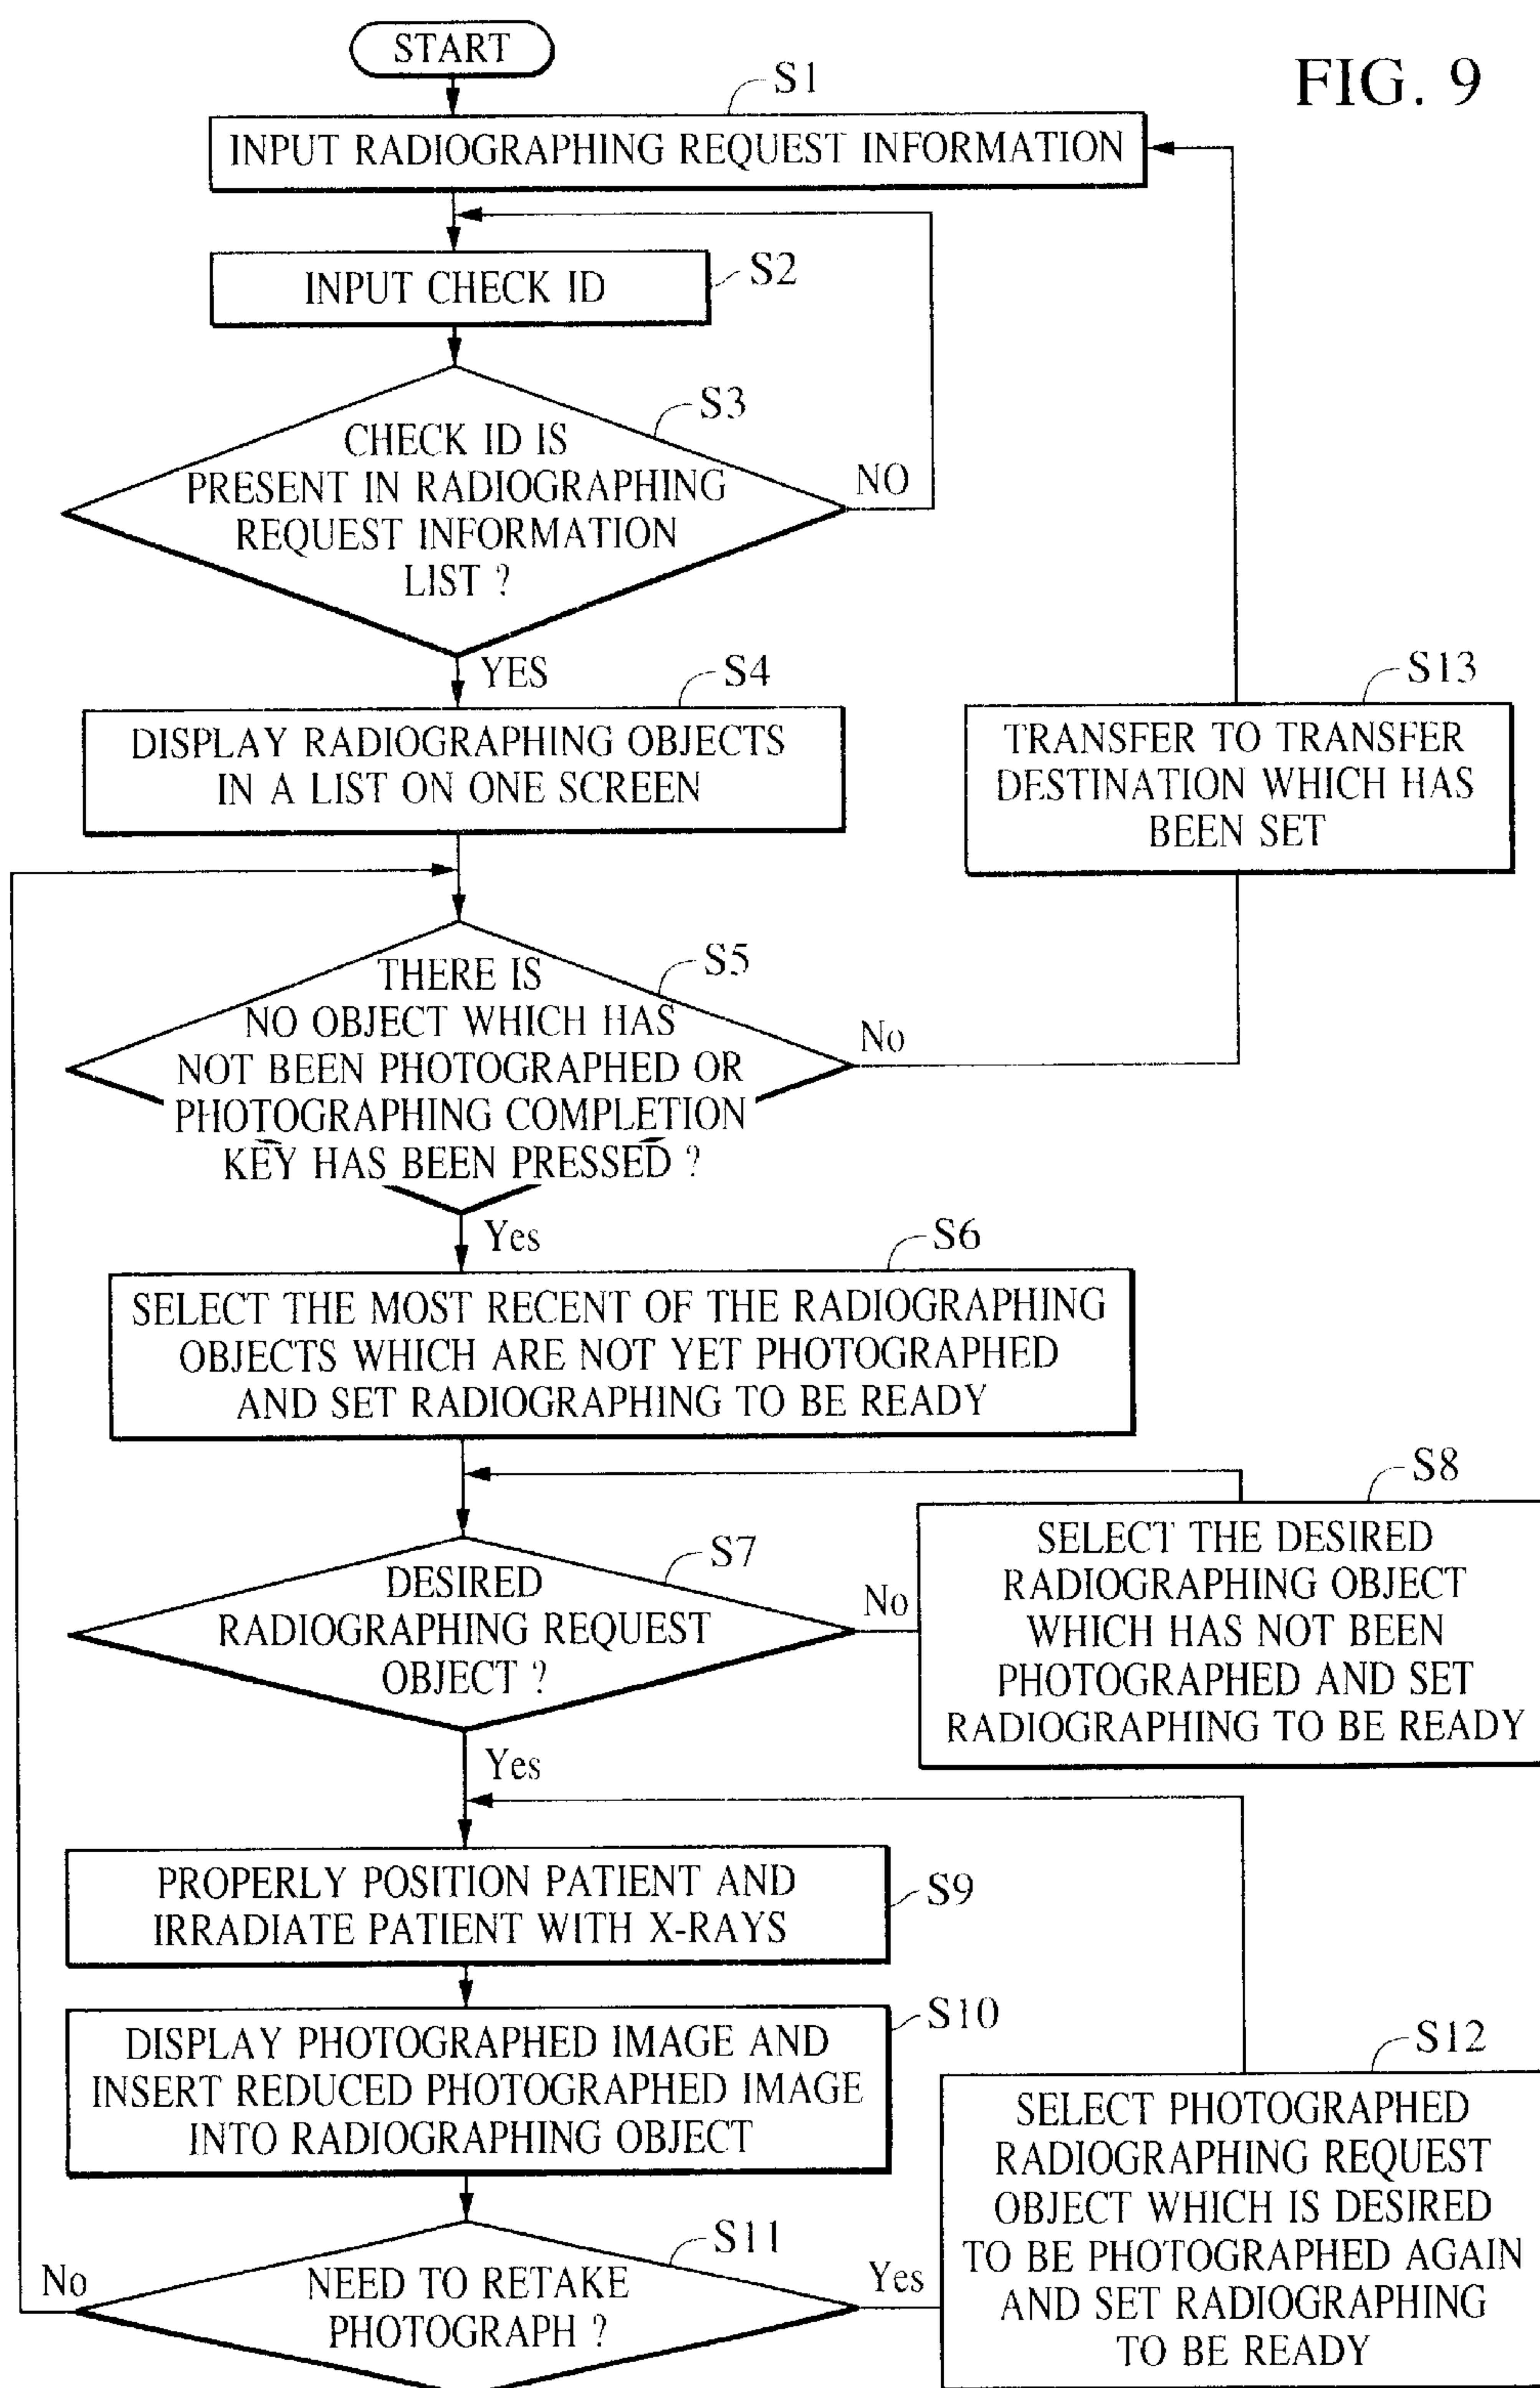 START
FIG. 9
S1
INPUT RADIOGRAPHING REQUEST INFORMATION
INPUT CHECK ID
S2
S3
CHECK ID IS
PRESENT IN RADIOGRAPHING
REQUEST INFORMATION
LIST ?
NO
YES
S4
DISPLAY RADIOGRAPHING OBJECTS
IN A LIST ON ONE SCREEN
S13
TRANSFER TO TRANSFER
DESTINATION WHICH HAS
BEEN SET
S5
THERE IS
NO OBJECT WHICH HAS
NOT BEEN PHOTOGRAPHED OR
PHOTOGRAPHING COMPLETION
KEY HAS BEEN PRESSED ?
No
Yes
S6
SELECT THE MOST RECENT OF THE RADIOGRAPHING
OBJECTS WHICH ARE NOT YET PHOTOGRAPHED
AND SET RADIOGRAPHING TO BE READY
S7
DESIRED
RADIOGRAPHING REQUEST
OBJECT ?
No
S8
SELECT THE DESIRED
RADIOGRAPHING OBJECT
WHICH HAS NOT BEEN
PHOTOGRAPHED AND SET
RADIOGRAPHING TO BE READY
Yes
PROPERLY POSITION PATIENT AND
IRRADIATE PATIENT WITH X-RAYS
S9
S10
DISPLAY PHOTOGRAPHED IMAGE AND
INSERT REDUCED PHOTOGRAPHED IMAGE
INTO RADIOGRAPHING OBJECT
S11
NEED TO RETAKE
PHOTOGRAPH ?
No
Yes
S12
SELECT PHOTOGRAPHED
RADIOGRAPHING REQUEST
OBJECT WHICH IS DESIRED
TO BE PHOTOGRAPHED AGAIN
AND SET RADIOGRAPHING
TO BE READY